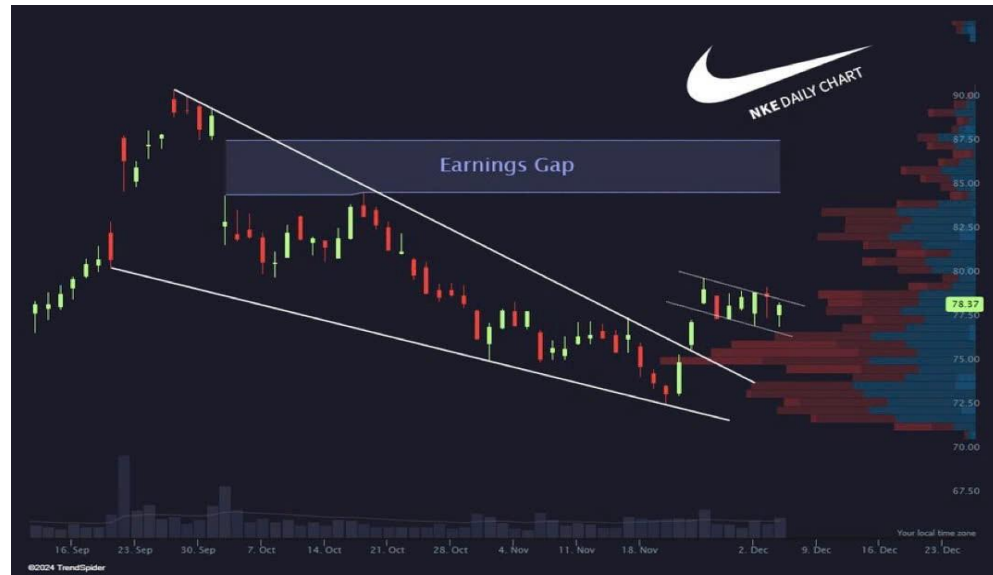 NKE DAILY CHART
90.00
87.50
Earnings Gap
85.00
82.50
80.00
78.37
77.50
75.00
72.50
70.00
67.50
Your local time zone
16. Sep 23. Sep 30. Sep 7. Oct 14. Oct 21. Oct 28. Oct 4. Nov 11. Nov 18. Nov 2. Dec 9. Dec 16. Dec 23. Dec
©2024 TrendSpider